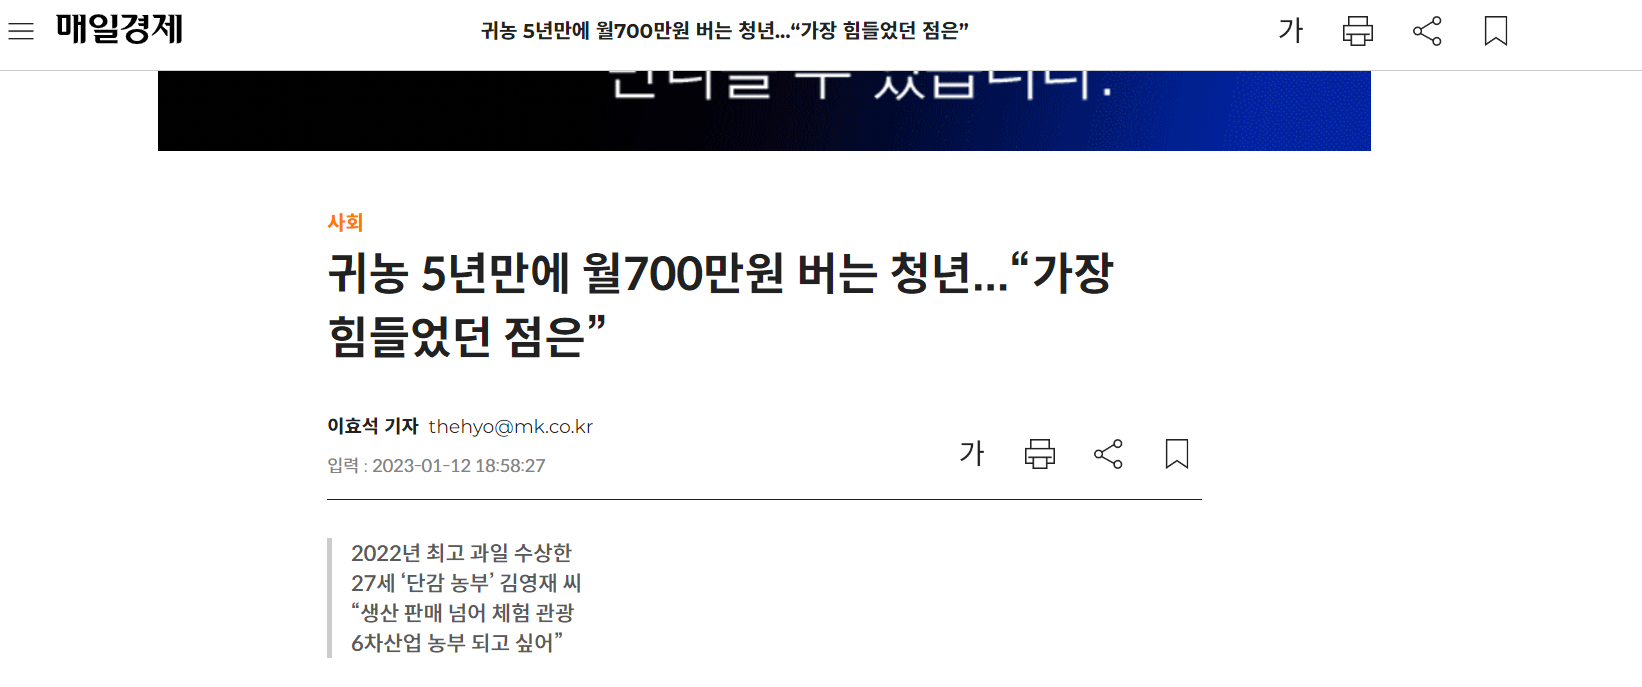 매일경제
귀농 5년만에 월700만원 버는 청년...“가장 힘들었던 점은”
가
수 있습니다.
사회
귀농 5년만에 월700만원 버는 청년...“가장
힘들었던 점은”
이효석 기자 thehyo@mk.co.kr
입력 : 2023-01-12 18:58:27
가
2022년 최고 과일 수상한
27세 ‘단감 농부’ 김영재 씨
“생산 판매 넘어 체험 관광
6차산업 농부 되고 싶어”